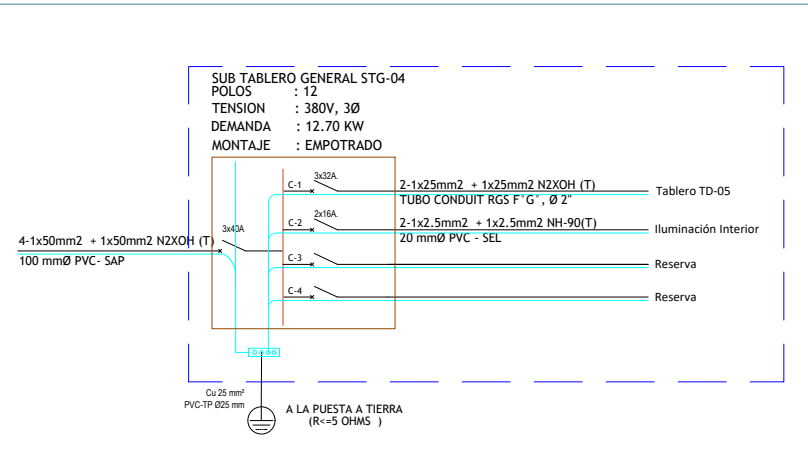 SUB TABLERO GENERAL STG-04
POLOS : 12
TENSION : 380V, 3Ø
DEMANDA : 12.70 KW
MONTAJE : EMPOTRADO
3x32A.
C-1
2-1x25mm2 + 1x25mm2 N2XOH (T)
TUBO CONDUIT RGS F°G°, Ø 2"
Tablero TD-05
2x16A.
C-2
2-1x2.5mm2 + 1x2.5mm2 NH-90(T)
20 mmØ PVC - SEL
Iluminación Interior
3x40A
4-1x50mm2 + 1x50mm2 N2XOH (T)
100 mmØ PVC- SAP
C-3
Reserva
C-4
Reserva
Cu 25 mm²
PVC-TP Ø25 mm
A LA PUESTA A TIERRA
(R<=5 OHMS )